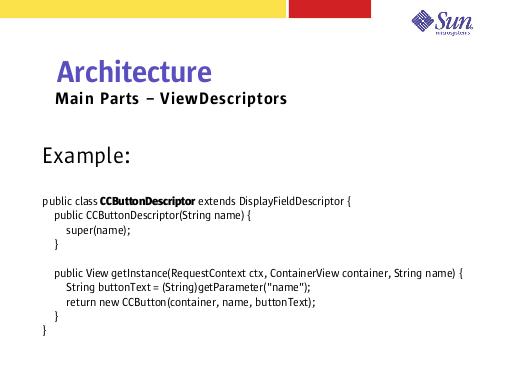 Sun
microsystems
Architecture
Main Parts – ViewDescriptors
Example:
public class CCButtonDescriptor extends DisplayFieldDescriptor {
public CCButtonDescriptor(String name) {
super(name);
}
public View getInstance(RequestContext ctx, ContainerView container, String name) {
String buttonText = (String)getParameter("name");
return new CCButton(container, name, buttonText);
}
}